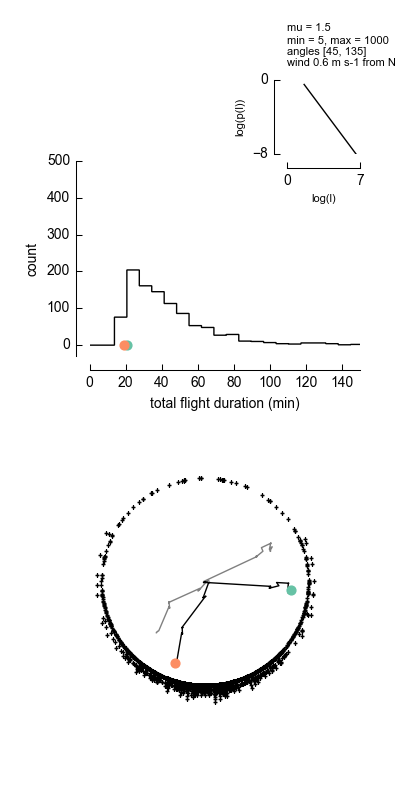 mu = 1.5
min = 5, max = 1000
angles [45, 135]
wind 0.6 m s-1 from N
0
log(p(l))
−8
0 7
log(l)
500
400
300
count
200
100
0
0 20 40 60 80 100 120 140
total flight duration (min)